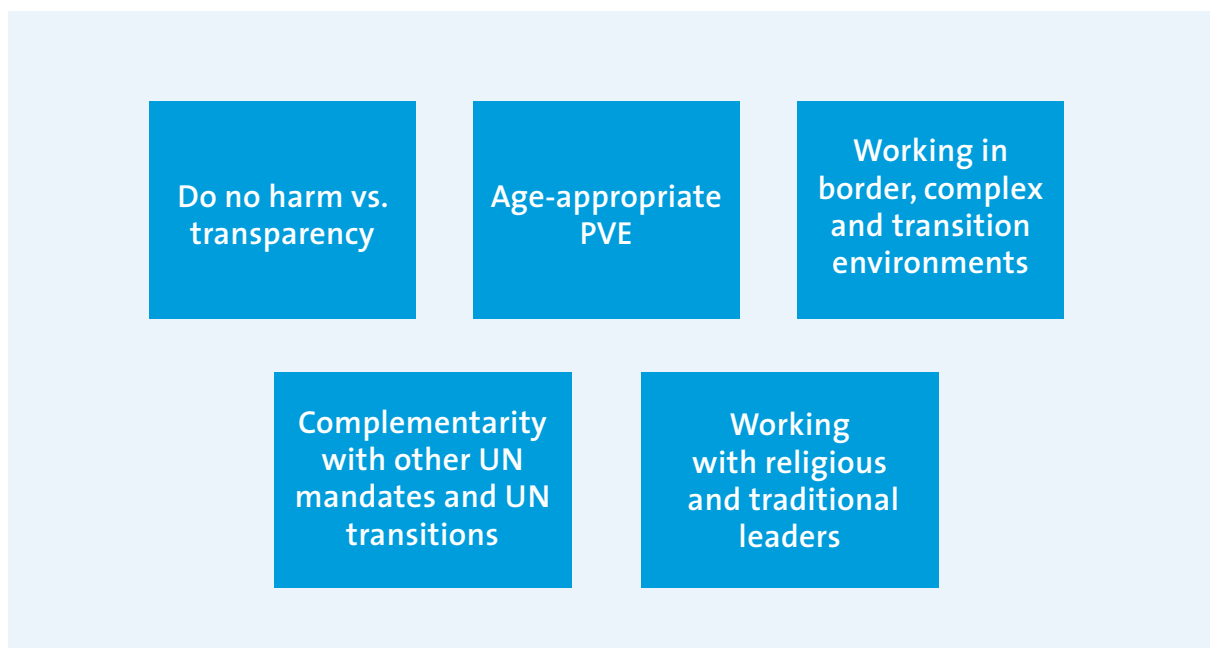 Do no harm vs.
transparency
Age-appropriate
PVE
Working in
border, complex
and transition
environments
Complementarity
with other UN
mandates and UN
transitions
Working
with religious
and traditional
leaders